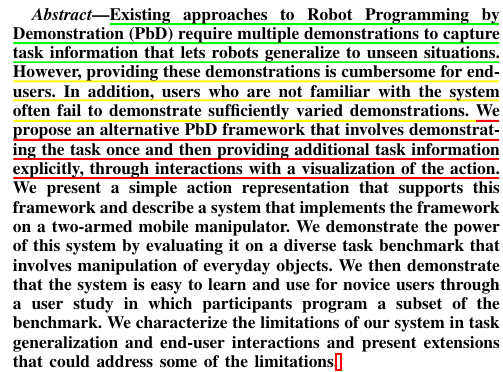 Abstract—Existing approaches to Robot Programming by
Demonstration (PbD) require multiple demonstrations to capture
task information that lets robots generalize to unseen situations.
However, providing these demonstrations is cumbersome for end-
users. In addition, users who are not familiar with the system
often fail to demonstrate sufficiently varied demonstrations. We
propose an alternative PbD framework that involves demonstrat-
ing the task once and then providing additional task information
explicitly, through interactions with a visualization of the action.
We present a simple action representation that supports this
framework and describe a system that implements the framework
on a two-armed mobile manipulator. We demonstrate the power
of this system by evaluating it on a diverse task benchmark that
involves manipulation of everyday objects. We then demonstrate
that the system is easy to learn and use for novice users through
a user study in which participants program a subset of the
benchmark. We characterize the limitations of our system in task
generalization and end-user interactions and present extensions
that could address some of the limitations.